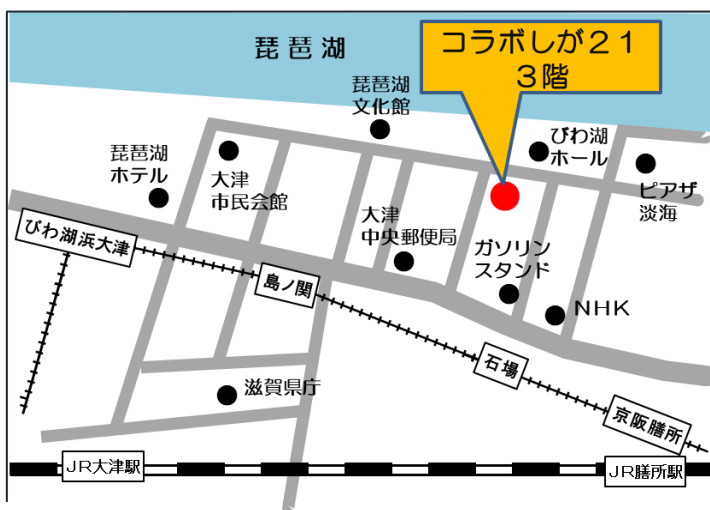 琵琶湖
コラボしが２１
３階
琵琶湖
文化館
びわ湖
ホール
琵琶湖
ホテル
大津
市民会館
ピアザ
淡海
大津
中央郵便局
ガソリン
スタンド
びわ湖浜大津
島ノ関
NHK
石場
滋賀県庁
京阪膳所
JR大津駅
JR膳所駅